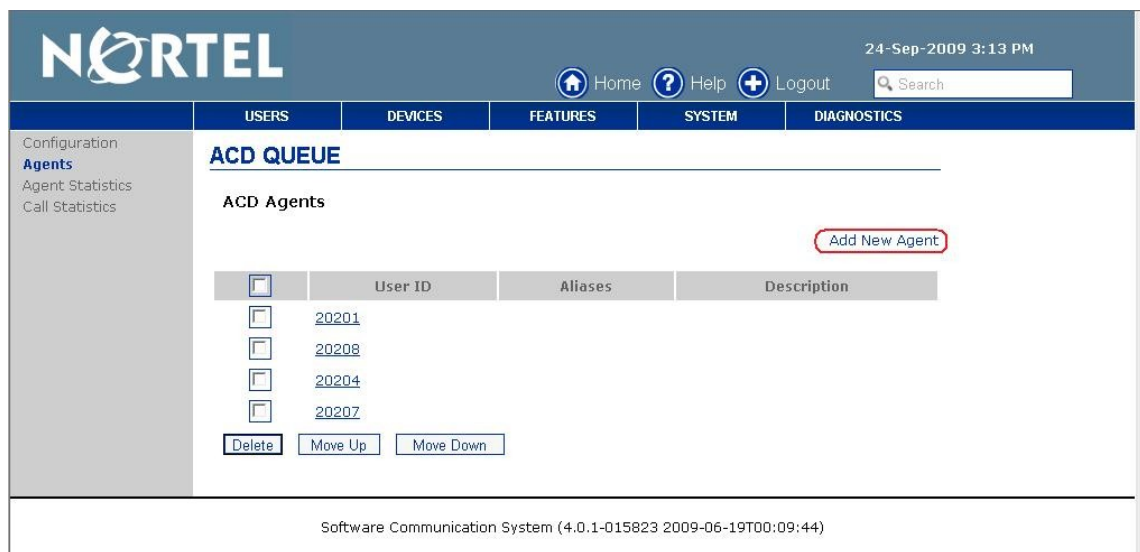 NORTEL
24-Sep-2009 3:13 PM
Home Help Logout Search
USERS DEVICES FEATURES SYSTEM DIAGNOSTICS
Configuration
Agents
Agent Statistics
Call Statistics
ACD QUEUE
ACD Agents
Add New Agent
User ID Aliases Description
20201
20208
20204
20207
Delete Move Up Move Down
Software Communication System (4.0.1-015823 2009-06-19T00:09:44)